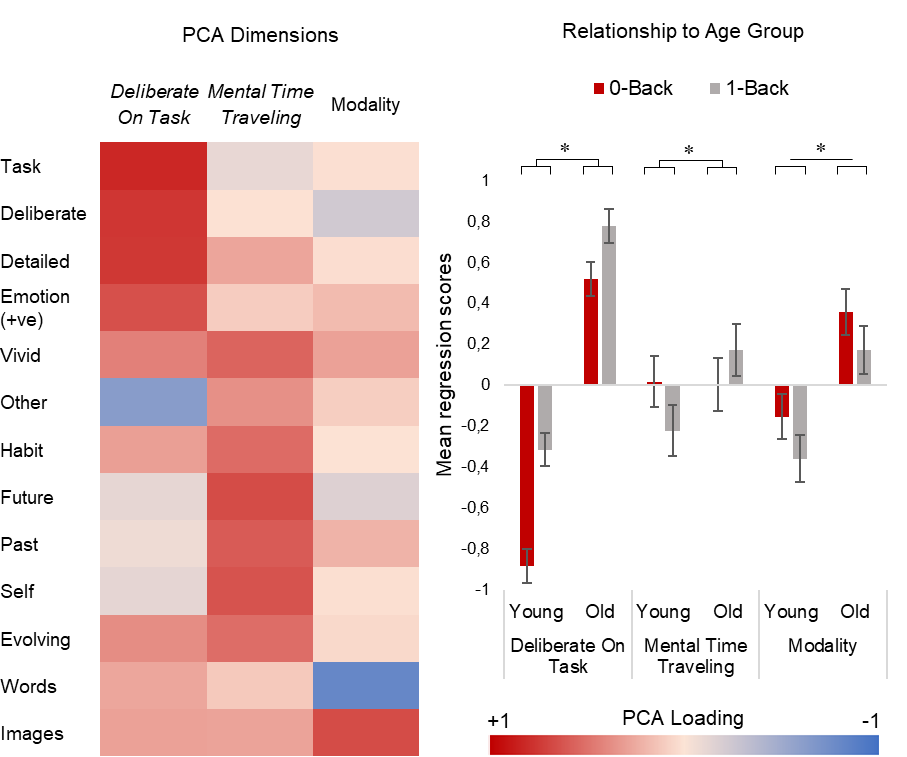 PCA Dimensions
Deliberate
On Task
Mental Time
Traveling
Modality
Task
Deliberate
Detailed
Emotion
(+ve)
Vivid
Other
Habit
Future
Past
Self
Evolving
Words
Images
Relationship to Age Group
0-Back
1-Back
* * *
Mean regression scores
1
0,8
0,6
0,4
0,2
0
-0,2
-0,4
-0,6
-0,8
-1
Young Old Young Old Young Old
Deliberate On
Task
Mental Time
Traveling
Modality
+1 PCA Loading -1